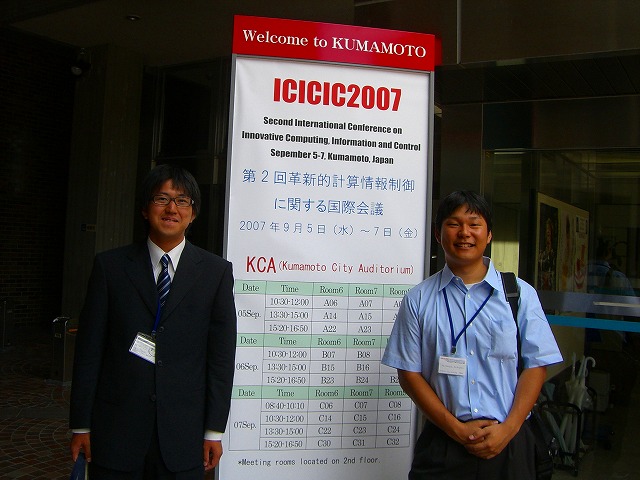 Welcome to KUMAMOTO
ICICIC2007
Second International Conference on
Innovative Computing, Information and Control
Sepember 5-7, Kumamoto, Japan
第2回革新的計算情報制御
に関する国際会議
2007年9月5日（水）～7日（金）
KCA(Kumamoto City Auditorium)
Date Time Room6 Room7
05Sep. 10:30-12:00 A06 A07
13:30-15:00 A14 A15
15:20-16:50 A22 A23
Date Time Room6 Room7
06Sep. 10:30-12:00 B07 B08
13:30-15:00 B15 B16
15:20-16:50 B23 B24
Date Time Room6 Room7 Room8
07Sep. 08:40-10:10 C06 C07 C08
10:30-12:00 C14 C15 C16
13:30-15:00 C22 C23 C24
15:20-16:50 C30 C31 C32
*Meeting rooms located on 2nd floor.